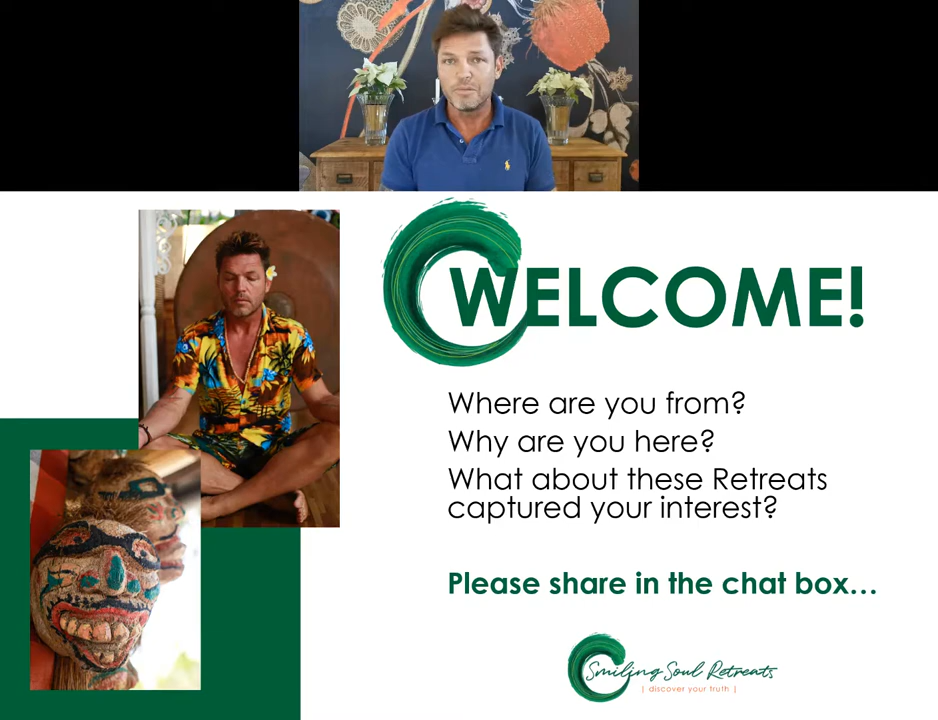 WELCOME!
Where are you from?
Why are you here?
What about these Retreats
captured your interest?
Please share in the chat box...
Smiling Soul Retreats
| discover your truth |